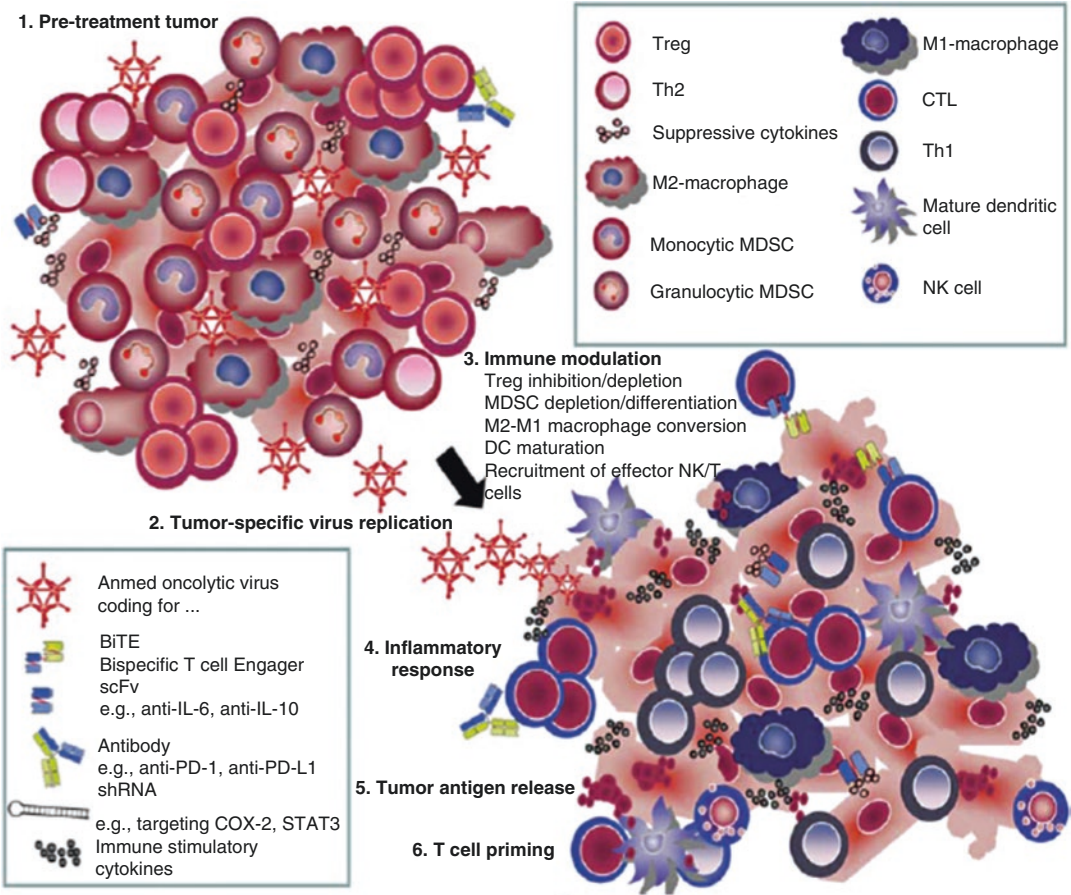 1. Pre-treatment tumor
Treg
Th2
Suppressive cytokines
M2-macrophage
Monocytic MDSC
Granulocytic MDSC
M1-macrophage
CTL
Th1
Mature dendritic
cell
NK cell
3. Immune modulation
Treg inhibition/depletion
MDSC depletion/differentiation
M2-M1 macrophage conversion
DC maturation
Recruitment of effector NK/T
cells
2. Tumor-specific virus replication
Anmed oncolytic virus
coding for ...
BiTE
Bispecific T cell Engager
scFv
e.g., anti-IL-6, anti-IL-10
Antibody
e.g., anti-PD-1, anti-PD-L1
shRNA
e.g., targeting COX-2, STAT3
Immune stimulatory
cytokines
4. Inflammatory
response
5. Tumor antigen release
6. T cell priming